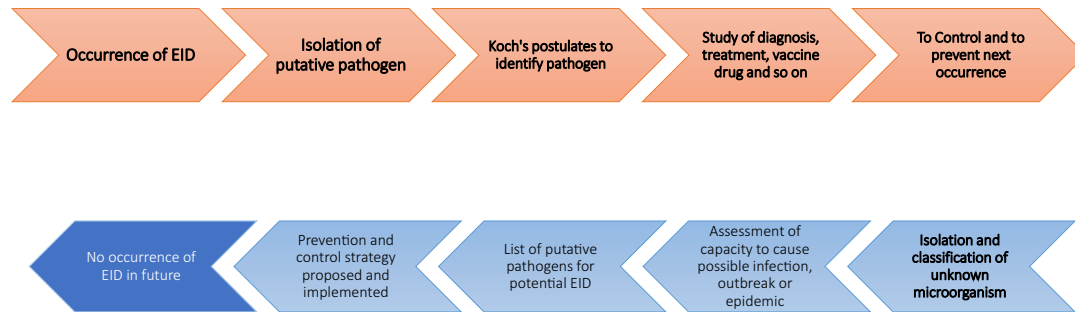 Occurrence of EID
Isolation of
putative pathogen
Koch's postulates to
identify pathogen
Study of diagnosis,
treatment, vaccine
drug and so on
To Control and to
prevent next
occurrence
No occurrence of
EID in future
Prevention and
control strategy
proposed and
implemented
List of putative
pathogens for
potential EID
Assessment of
capacity to cause
possible infection,
outbreak or
epidemic
Isolation and
classification of
unknown
microorganism